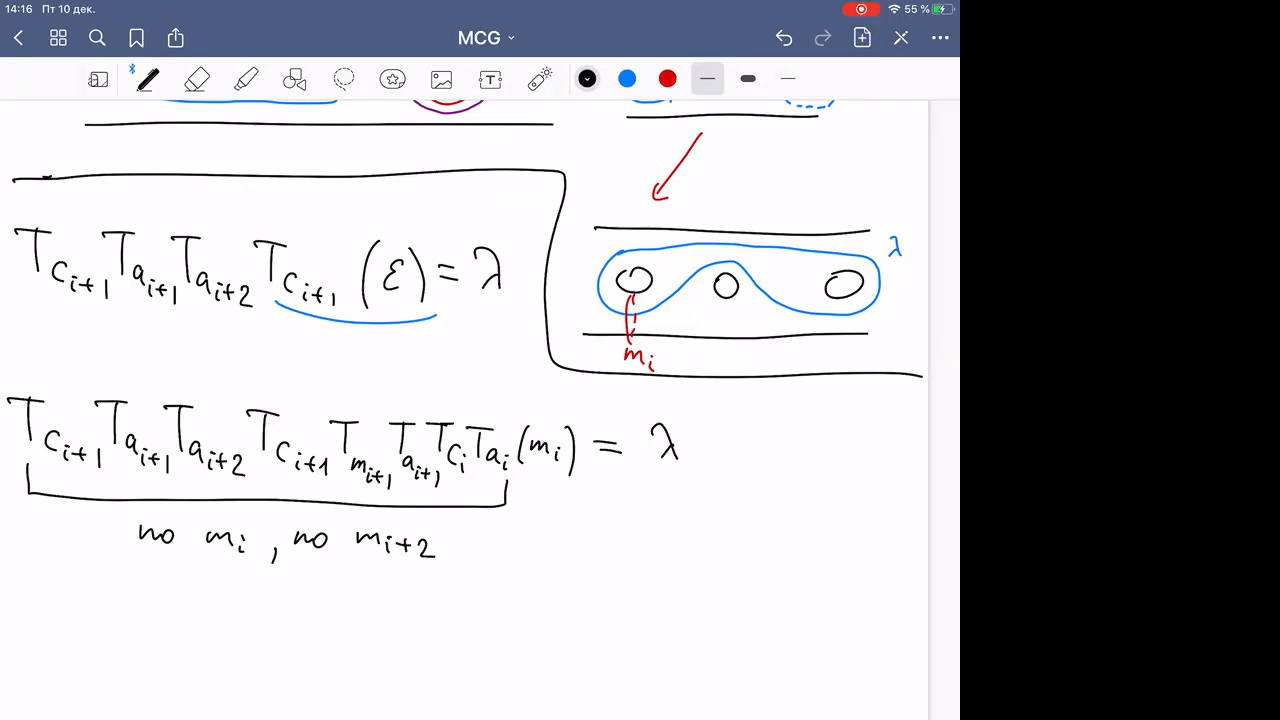 14:16 Пт 10 дек. 55 %
MCG
T
λ
T_{c_{i+1}} T_{a_{i+1}} T_{a_{i+2}} T_{c_{i+1}} (ε) = λ
m_i
T_{c_{i+1}} T_{a_{i+1}} T_{a_{i+2}} T_{c_{i+1}} T_{m_{i+1}} T_{a_{i+1}} T_{c_i} T_{a_i} (m_i) = λ
no m_i, no m_{i+2}